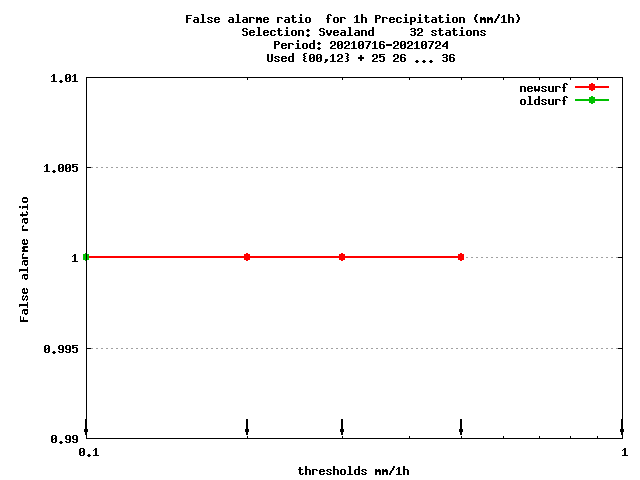 False alarme ratio  for 1h Precipitation (mm/1h)
Selection: Svealand     32 stations
Period: 20210716-20210724
Used {00,12} + 25 26 ... 36
newsurf
oldsurf
1.01
1.005
1
0.995
0.99
False alarme ratio
0.1
1
thresholds mm/1h